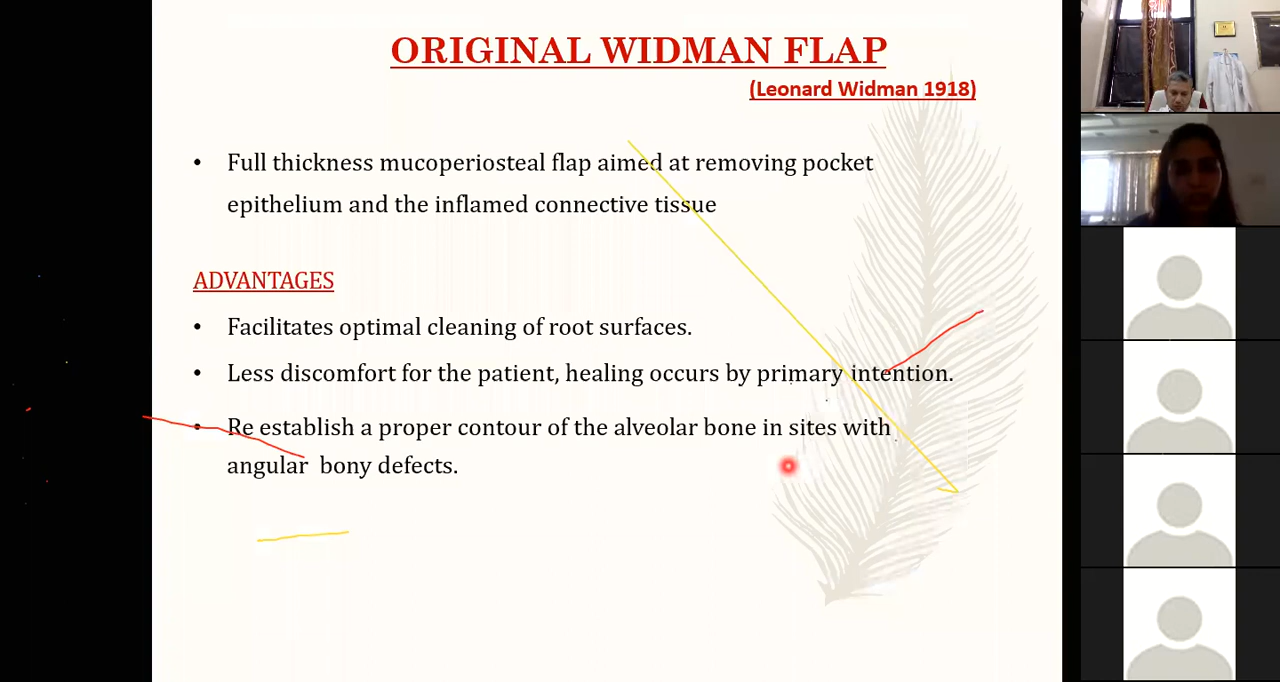 ORIGINAL WIDMAN FLAP
(Leonard Widman 1918)
• Full thickness mucoperiosteal flap aimed at removing pocket
epithelium and the inflamed connective tissue
ADVANTAGES
• Facilitates optimal cleaning of root surfaces.
• Less discomfort for the patient, healing occurs by primary intention.
• Re establish a proper contour of the alveolar bone in sites with
angular bony defects.